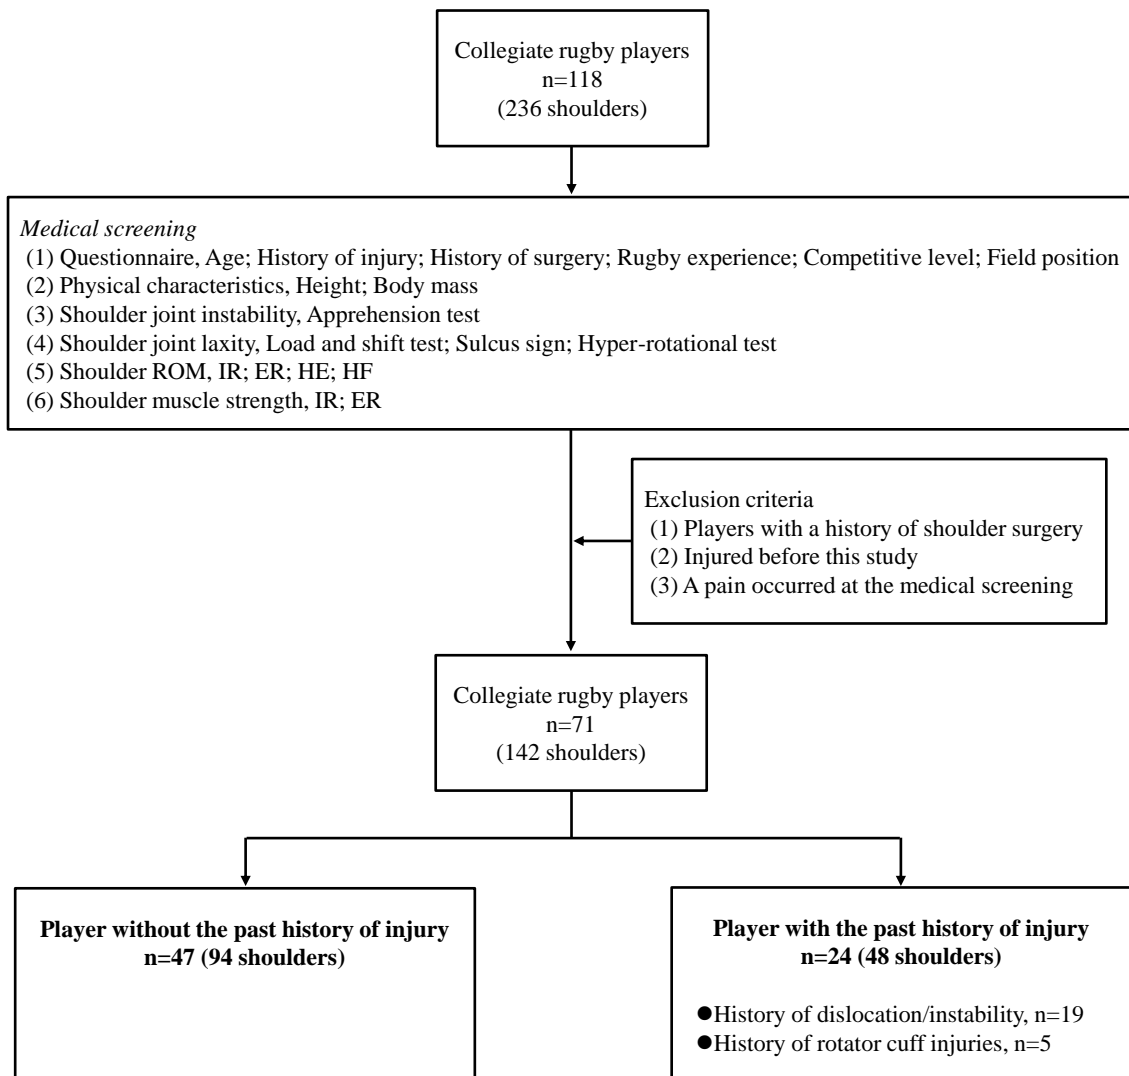 Collegiate rugby players
n=118
(236 shoulders)
Medical screening
(1) Questionnaire, Age; History of injury; History of surgery; Rugby experience; Competitive level; Field position
(2) Physical characteristics, Height; Body mass
(3) Shoulder joint instability, Apprehension test
(4) Shoulder joint laxity, Load and shift test; Sulcus sign; Hyper-rotational test
(5) Shoulder ROM, IR; ER; HE; HF
(6) Shoulder muscle strength, IR; ER
Exclusion criteria
(1) Players with a history of shoulder surgery
(2) Injured before this study
(3) A pain occurred at the medical screening
Collegiate rugby players
n=71
(142 shoulders)
Player without the past history of injury
n=47 (94 shoulders)
Player with the past history of injury
n=24 (48 shoulders)
●History of dislocation/instability, n=19
●History of rotator cuff injuries, n=5